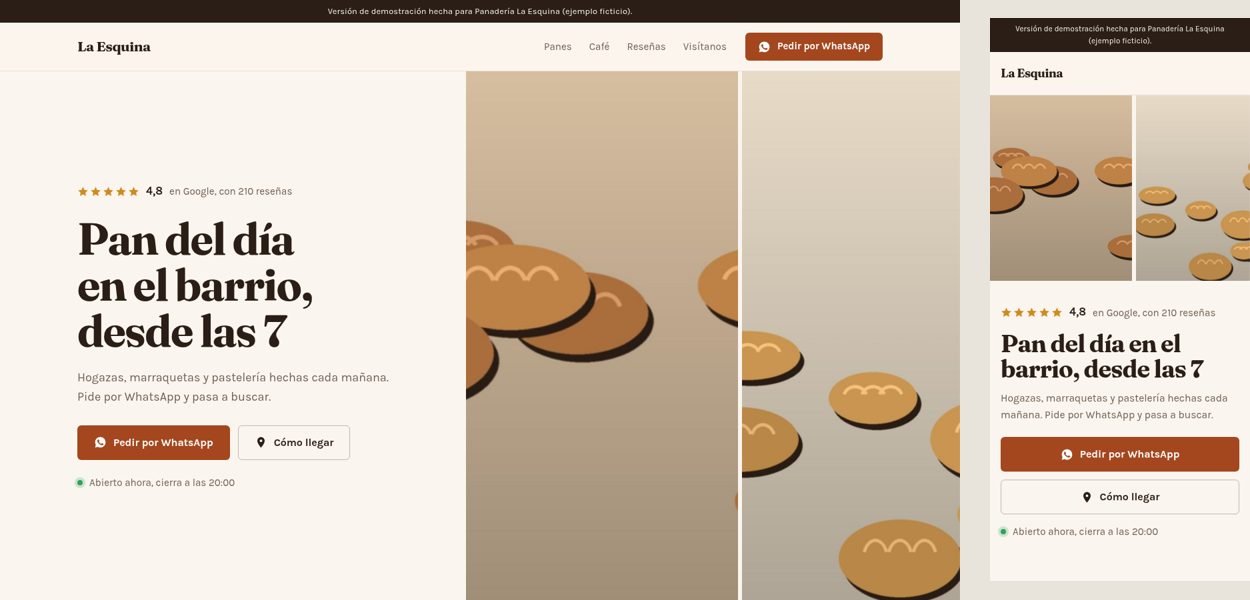 Versión de demostración hecha para Panadería La Esquina (ejemplo ficticio).
La Esquina
Panes
Café
Reseñas
Visítanos
Pedir por WhatsApp
4,8 en Google, con 210 reseñas
Pan del día
en el barrio,
desde las 7
Hogazas, marraquetas y pastelería hechas cada mañana.
Pide por WhatsApp y pasa a buscar.
Pedir por WhatsApp
Cómo llegar
Abierto ahora, cierra a las 20:00
Versión de demostración hecha para Panadería La Esquina
(ejemplo ficticio).
La Esquina
4,8 en Google, con 210 reseñas
Pan del día en el
barrio, desde las 7
Hogazas, marraquetas y pastelería hechas cada
mañana. Pide por WhatsApp y pasa a buscar.
Pedir por WhatsApp
Cómo llegar
Abierto ahora, cierra a las 20:00